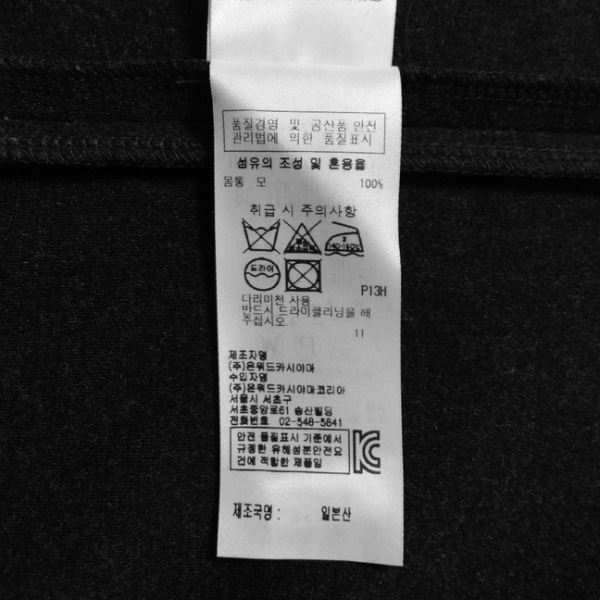 품질경영 및 공산품 안전
관리법에 의한 품질표시
섬유의 조성 및 혼용율
몸통 모 100%
취급 시 주의사항
2
140-160℃
드라이
P13H
다리미천 사용
반드시 드라이클리닝을 해
주십시오.
11
제조자명
(주)온워드카시야마
수입자명
(주)온워드카시야마코리아
서울시 서초구
서초중앙로61 송산빌딩
전화번호 02-548-5841
안전 품질표시 기준에서
규정한 유해성분안전요
건에 적합한 제품임
제조국명 : 일본산